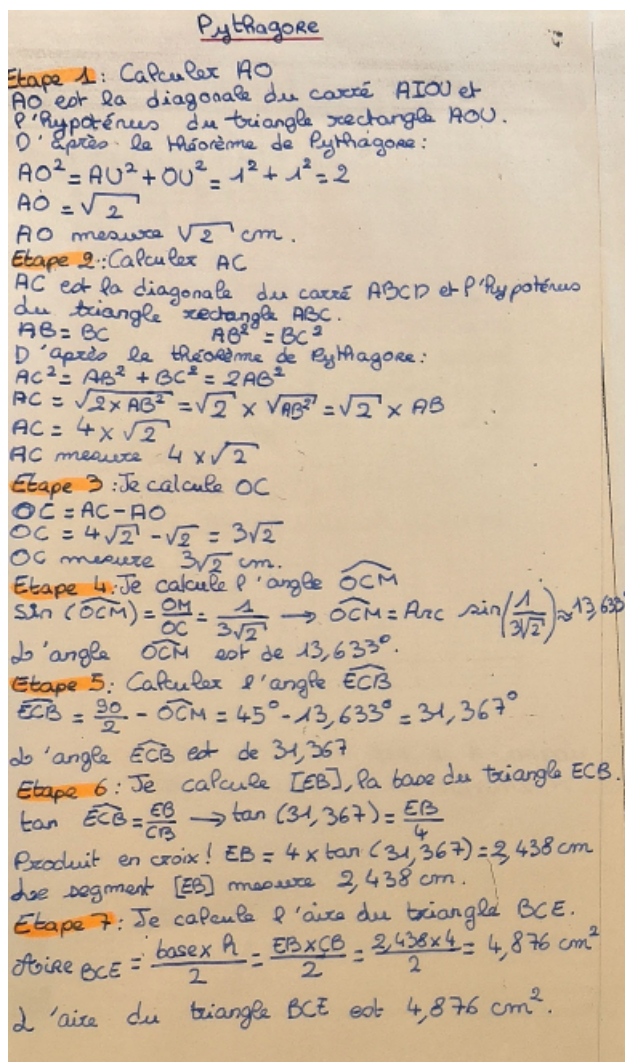 Pythagore
Etape 1: Calculer AO
AO est la diagonale du carré AIOU et
l'hypoténus du triangle rectangle AOU.
D'après le théorème de Pythagore:
AO² = AU² + OU² = 1² + 1² = 2
AO = √2
AO mesure √2 cm.
Etape 2: Calculer AC
AC est la diagonale du carré ABCD et l'hypoténus
du triangle rectangle ABC.
AB = BC AB² = BC²
D'après le théorème de Pythagore:
AC² = AB² + BC² = 2AB²
AC = √2 × AB² = √2 × √AB² = √2 × AB
AC = 4 × √2
AC mesure 4 × √2
Etape 3: Je calcule OC
OC = AC - AO
OC = 4√2 - √2 = 3√2
OC mesure 3√2 cm.
Etape 4: Je calcule l'angle OCM
Sin (OCM) = OM/OC = 1/3√2 → OCM = Arc sin(1/3√2) ≈ 13,633°
L'angle OCM est de 13,633°.
Etape 5: Calculer l'angle ECB
ECB = 90/2 - OCM = 45° - 13,633° = 31,367°
L'angle ECB est de 31,367
Etape 6: Je calcule [EB], la base du triangle ECB.
tan ECB = EB/CB → tan (31,367) = EB/4
Produit en croix! EB = 4 × tan (31,367) = 2,438 cm
Le segment [EB] mesure 2,438 cm.
Etape 7: Je calcule l'aire du triangle BCE.
Aire BCE = base × h/2 = EB × CB/2 = 2,438 × 4/2 = 4,876 cm²
L'aire du triangle BCE est 4,876 cm².